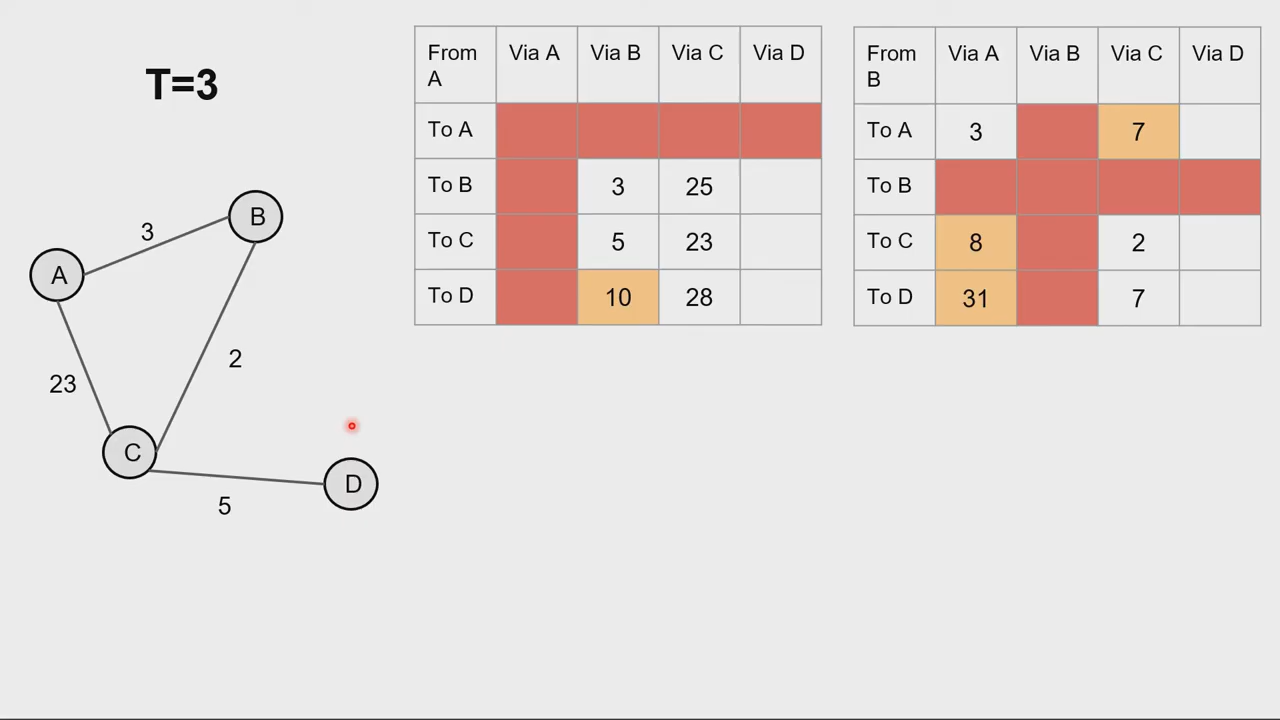 T=3
From A Via A Via B Via C Via D
To A
To B 3 25
To C 5 23
To D 10 28
From B Via A Via B Via C Via D
To A 3 7
To B
To C 8 2
To D 31 7
B
3
A
2
23
C
D
5